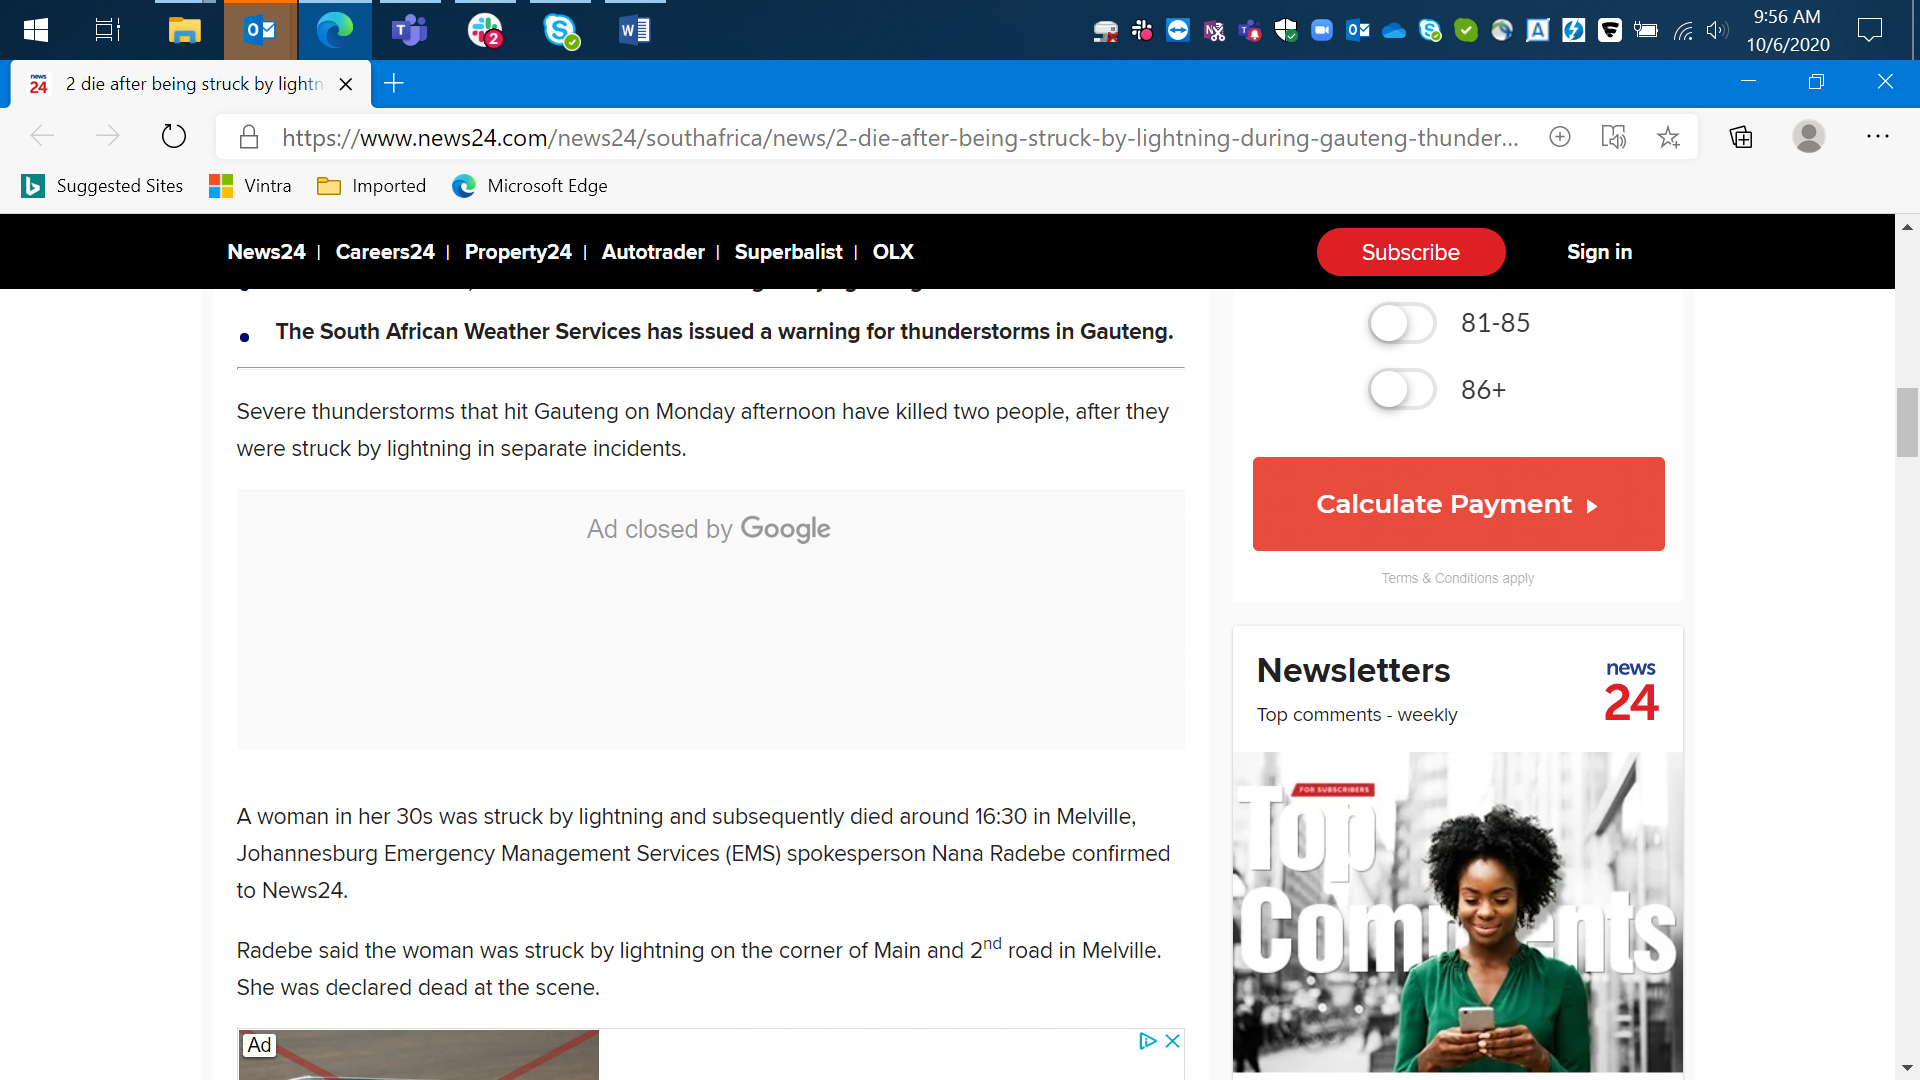 9:56 AM
10/6/2020
2 die after being struck by lightn
https://www.news24.com/news24/southafrica/news/2-die-after-being-struck-by-lightning-during-gauteng-thunder...
Suggested Sites Vintra Imported Microsoft Edge
News24 | Careers24 | Property24 | Autotrader | Superbalist | OLX Subscribe Sign in
The South African Weather Services has issued a warning for thunderstorms in Gauteng.
Severe thunderstorms that hit Gauteng on Monday afternoon have killed two people, after they
were struck by lightning in separate incidents.
Ad closed by Google
A woman in her 30s was struck by lightning and subsequently died around 16:30 in Melville,
Johannesburg Emergency Management Services (EMS) spokesperson Nana Radebe confirmed
to News24.
Radebe said the woman was struck by lightning on the corner of Main and 2nd road in Melville.
She was declared dead at the scene.
Ad
81-85
86+
Calculate Payment
Terms & Conditions apply
Newsletters
Top comments - weekly
news
24
FOR SUBSCRIBERS
Top